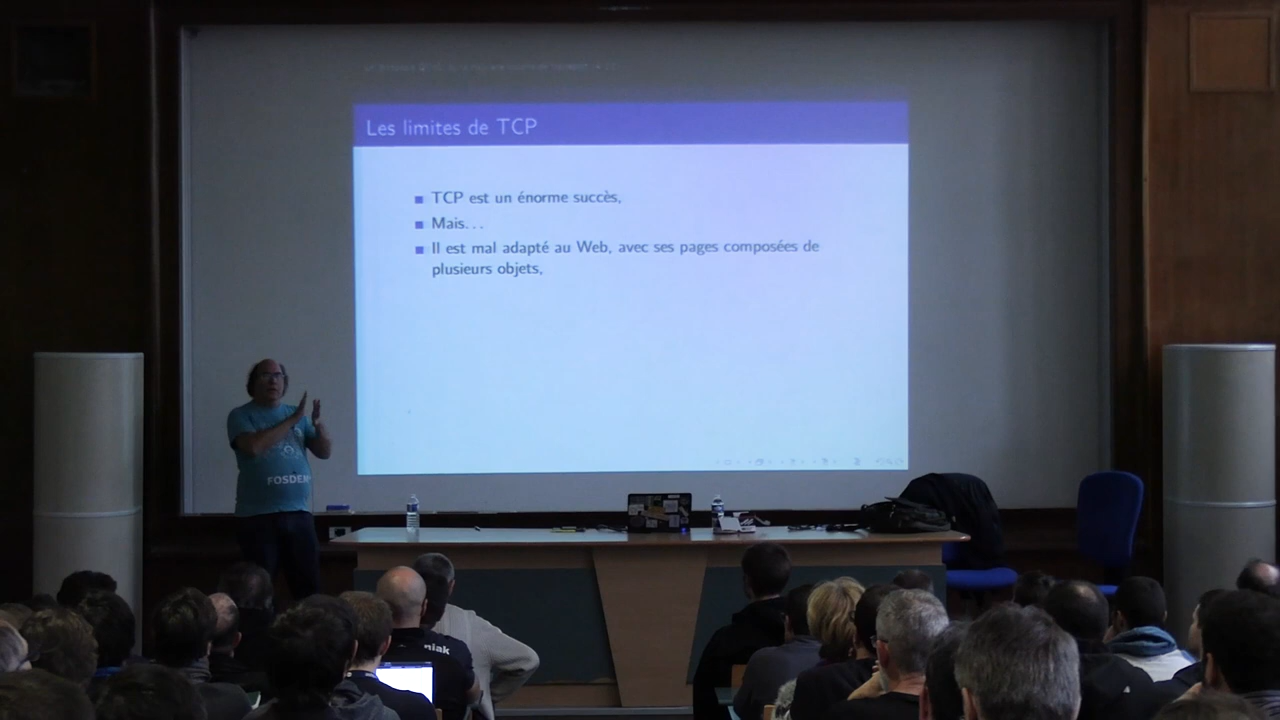 Les limites de TCP
TCP est un énorme succès,
Mais...
Il est mal adapté au Web, avec ses pages composées de
plusieurs objets,
FOSDEM
niak